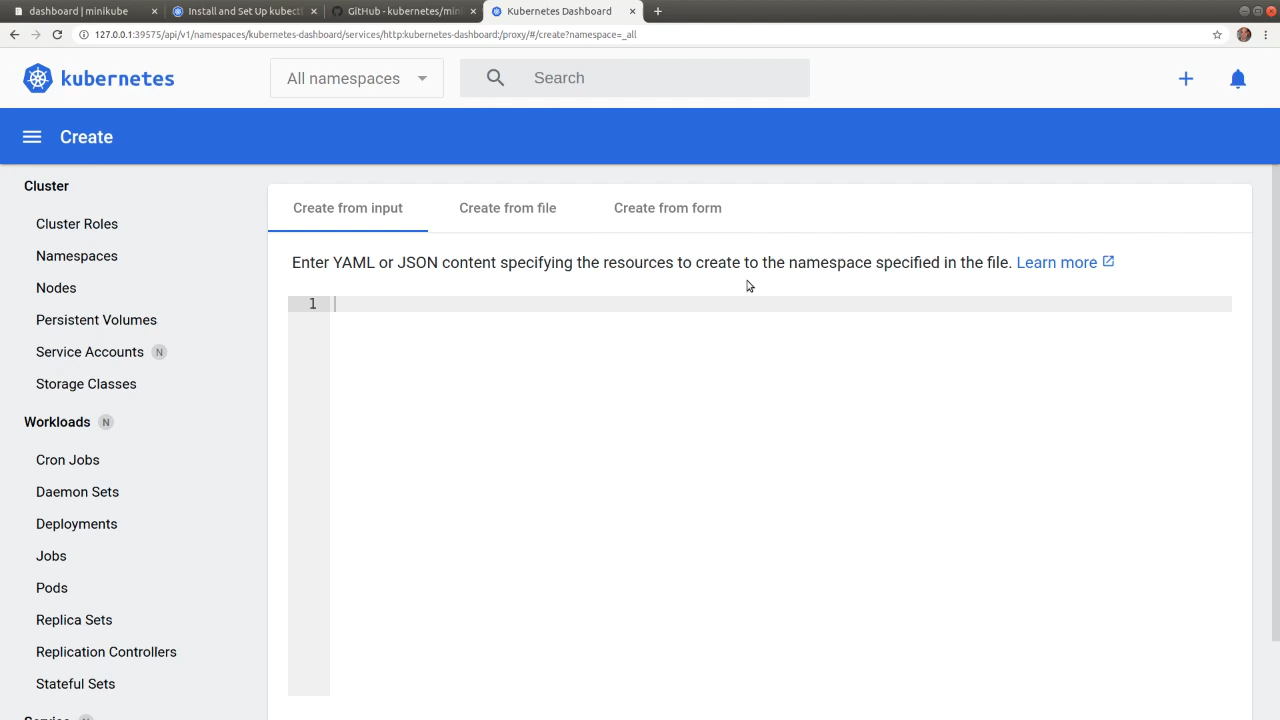 dashboard | minikube
Install and Set Up kubect
GitHub - kubernetes/min
Kubernetes Dashboard
127.0.0.1:39575/api/v1/namespaces/kubernetes-dashboard/services/http:kubernetes-dashboard:/proxy/#/create?namespace=_all
kubernetes
All namespaces
Search
Create
Cluster
Cluster Roles
Namespaces
Nodes
Persistent Volumes
Service Accounts N
Storage Classes
Workloads N
Cron Jobs
Daemon Sets
Deployments
Jobs
Pods
Replica Sets
Replication Controllers
Stateful Sets
Create from input
Create from file
Create from form
Enter YAML or JSON content specifying the resources to create to the namespace specified in the file. Learn more
1